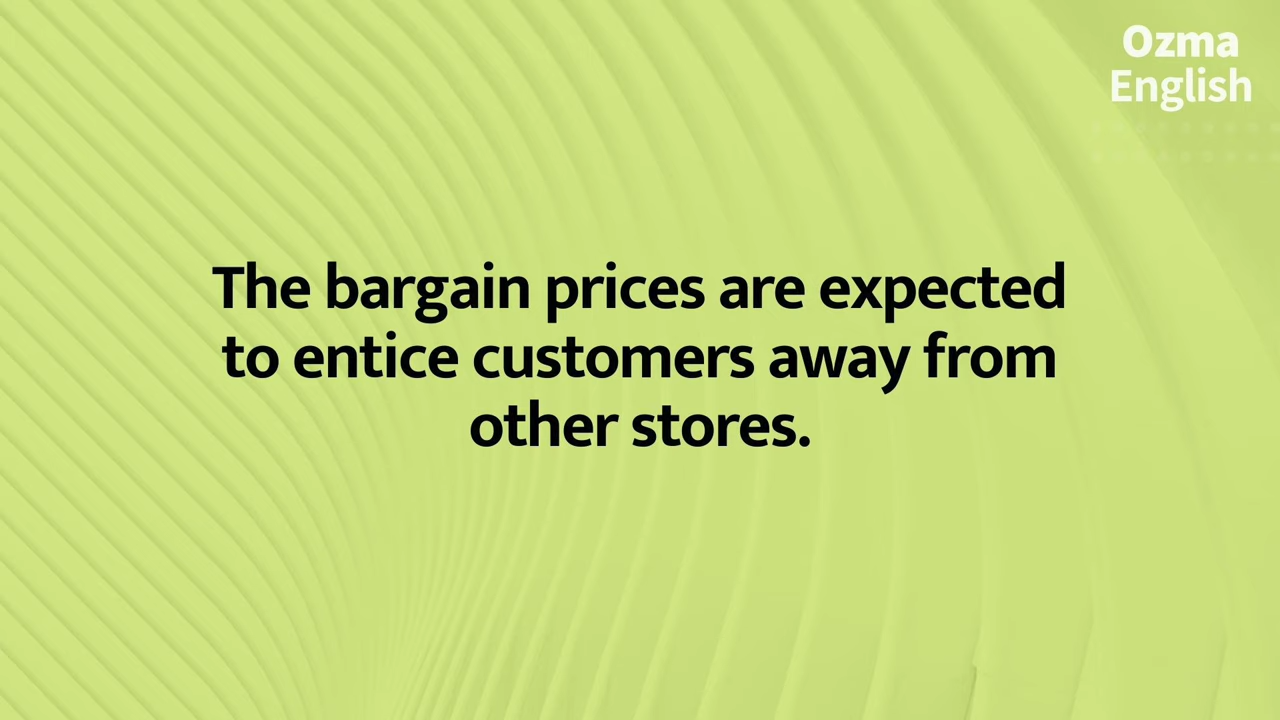 Ozma
English
The bargain prices are expected
to entice customers away from
other stores.